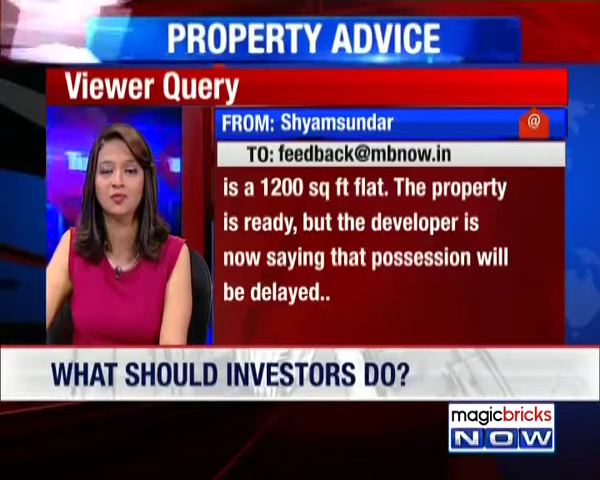 PROPERTY ADVICE
Viewer Query
FROM: Shyamsundar
@
TO: feedback@mbnow.in
is a 1200 sq ft flat. The property
is ready, but the developer is
now saying that possession will
be delayed..
WHAT SHOULD INVESTORS DO?
magicbricks
NOW